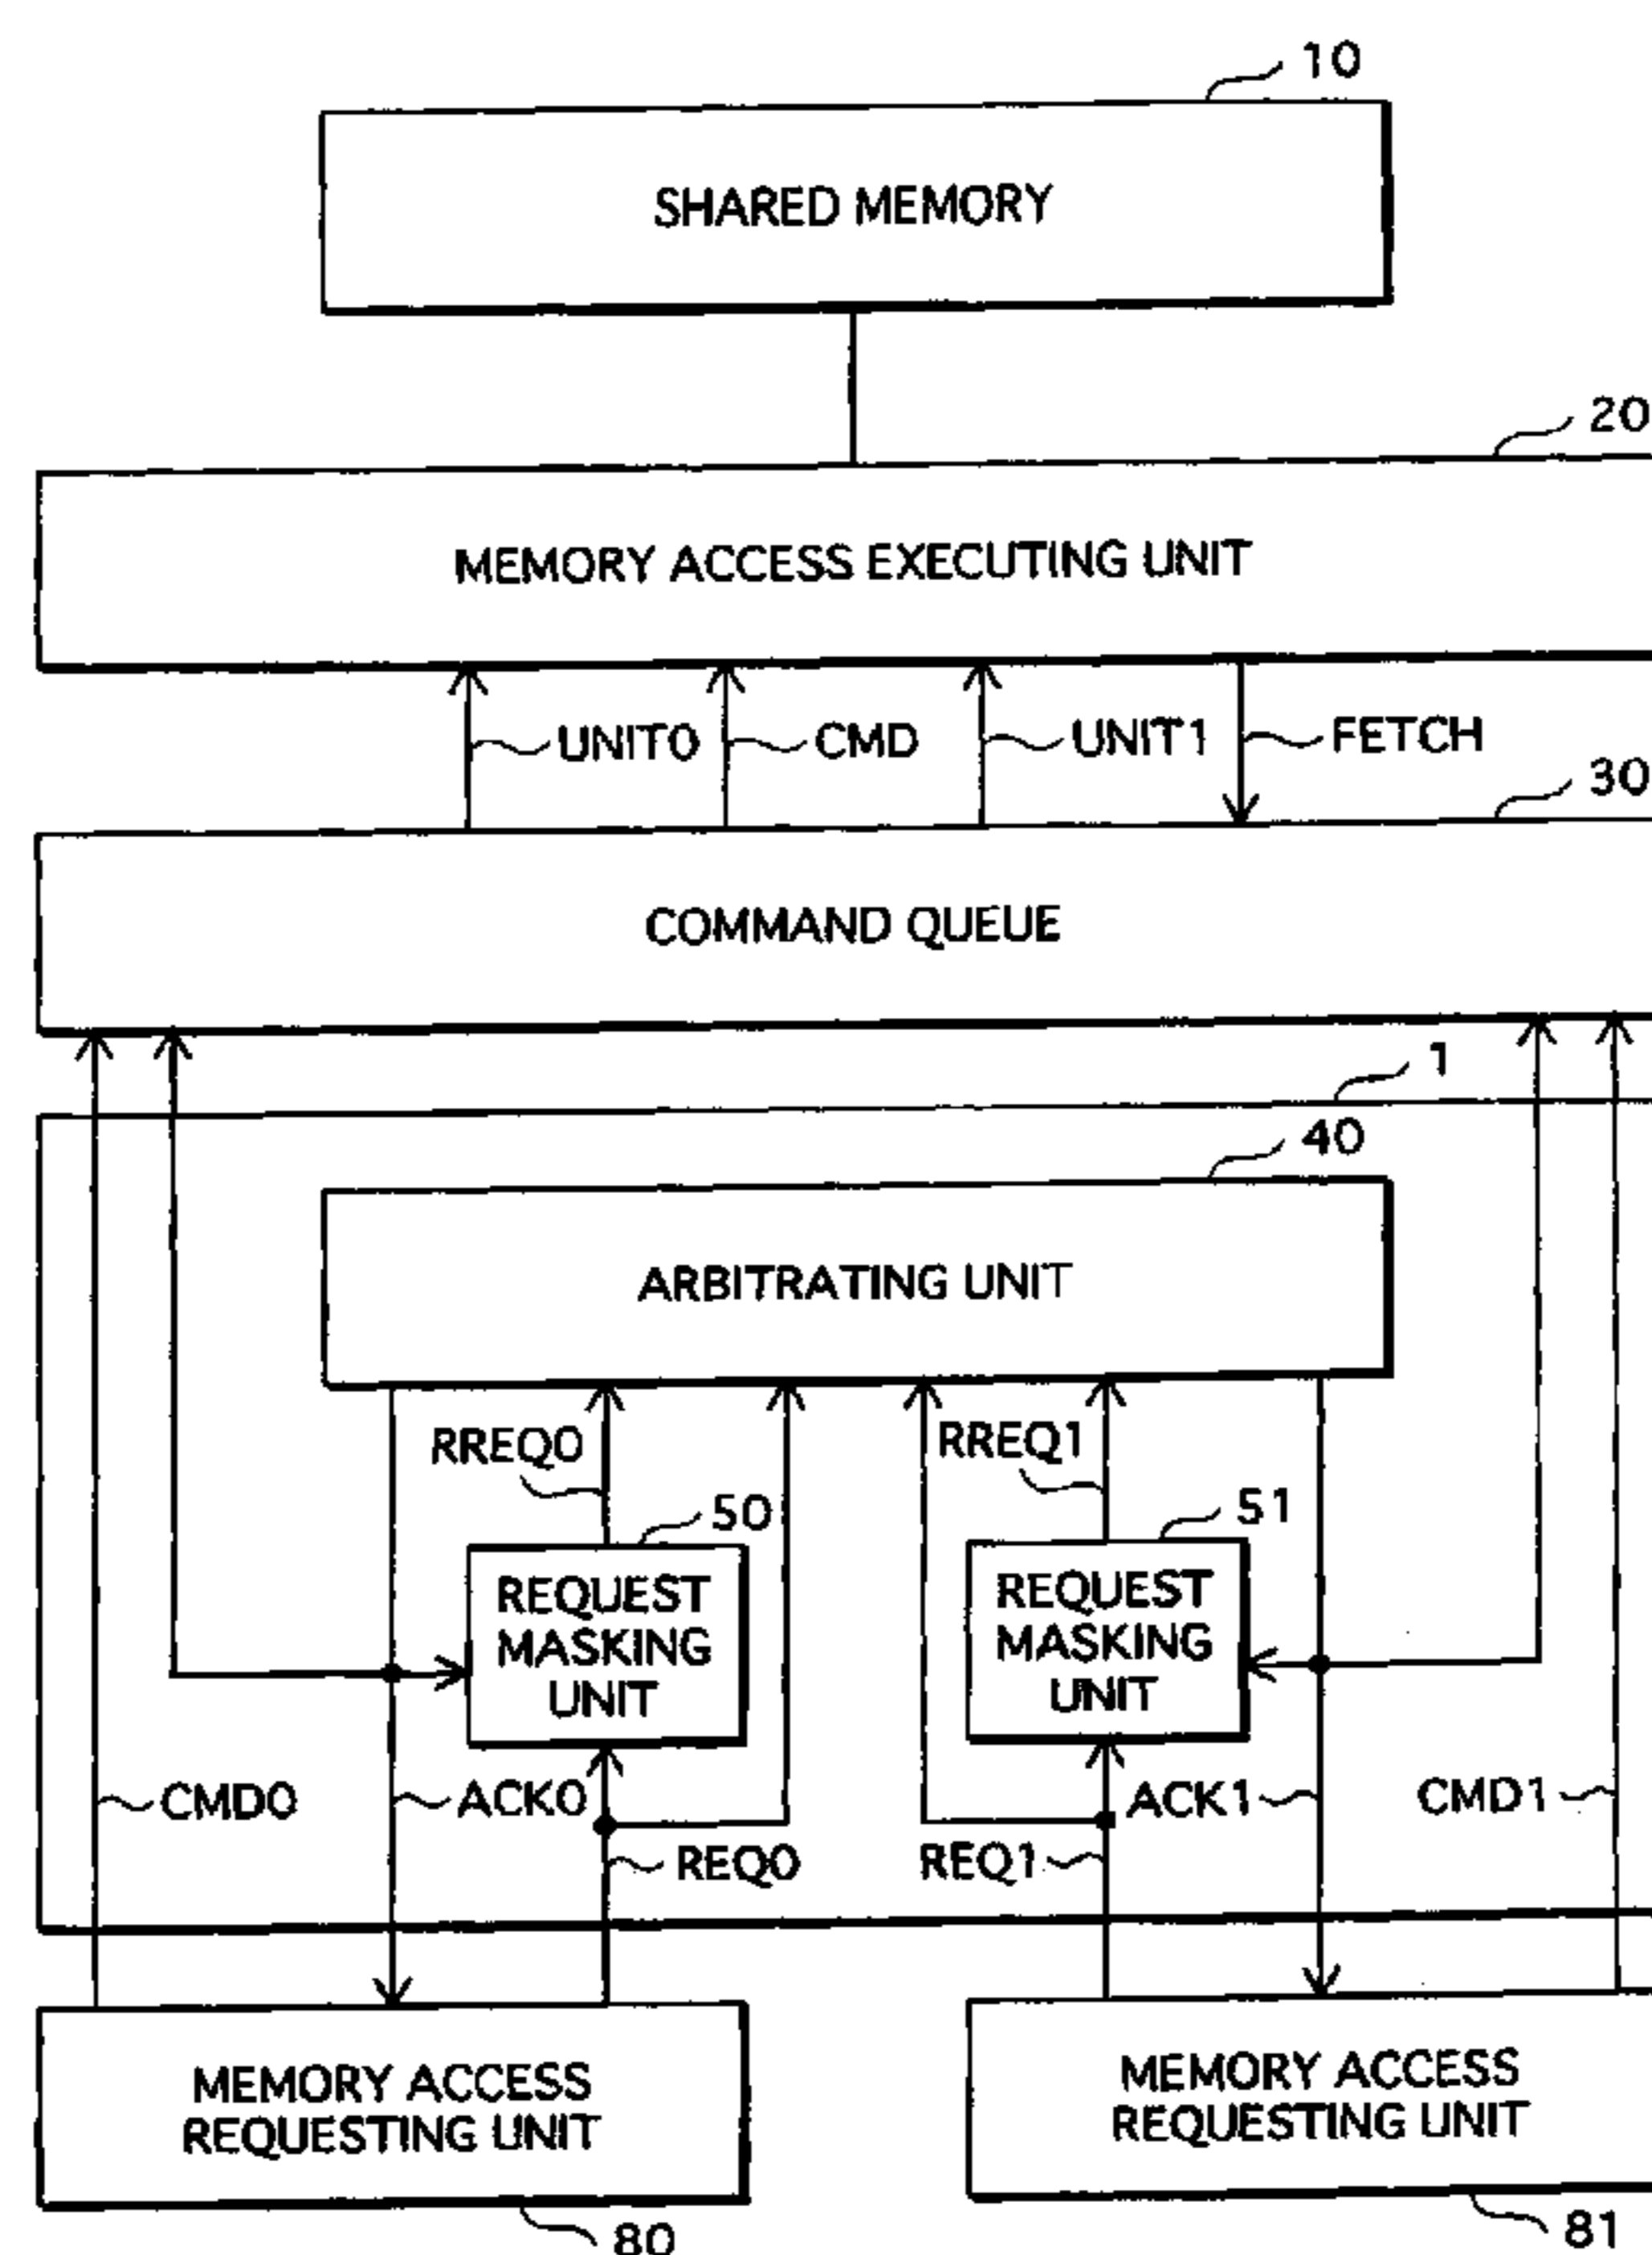 10
SHARED MEMORY
20
MEMORY ACCESS EXECUTING UNIT
UNIT0 CMD UNIT1 FETCH
30
COMMAND QUEUE
1
40
ARBITRATING UNIT
RREQ0 RREQ1
50 51
REQUEST MASKING UNIT
REQUEST MASKING UNIT
CMD0 ACK0 ACK1 CMD1
REQ0 REQ1
MEMORY ACCESS
REQUESTING UNIT
MEMORY ACCESS
REQUESTING UNIT
80 81